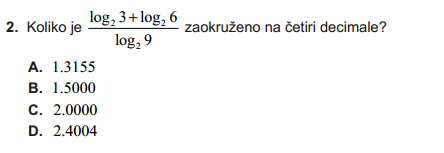 2. Koliko je (log₂ 3 + log₂ 6) / (log₂ 9) zaokruženo na četiri decimale?
A. 1.3155
B. 1.5000
C. 2.0000
D. 2.4004